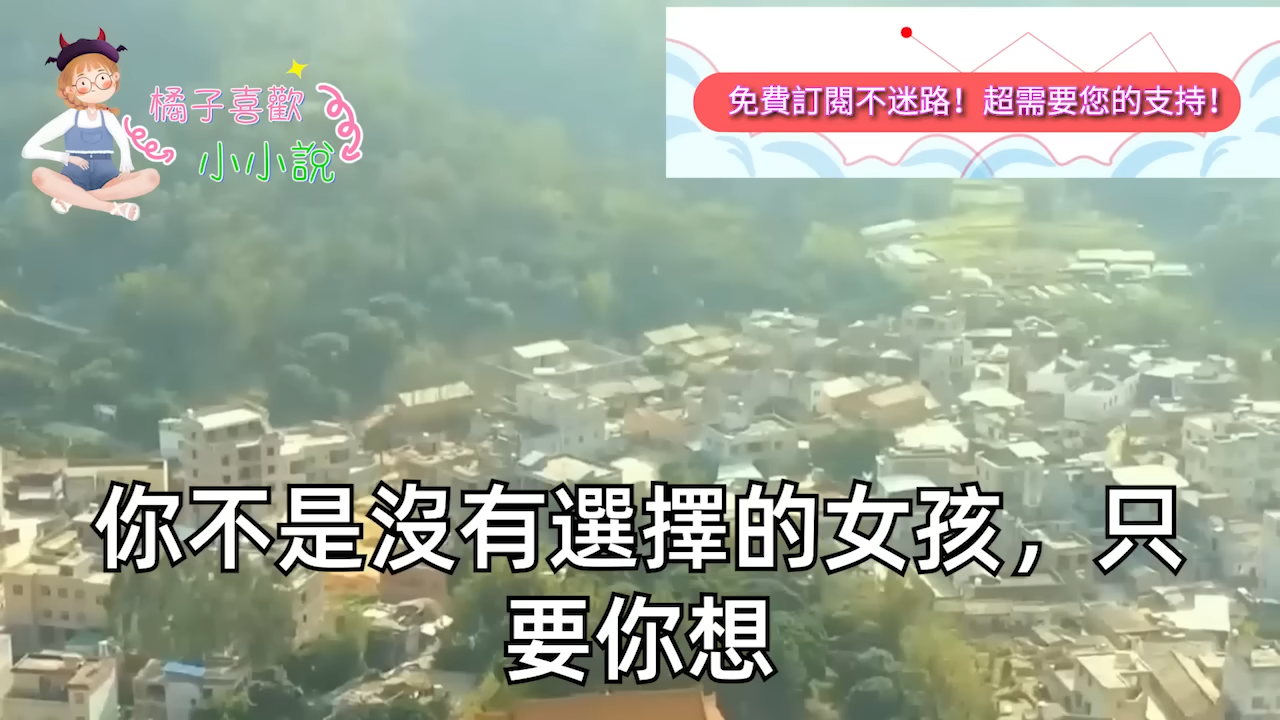 橘子喜歡
小小說
免費訂閱不迷路！超需要您的支持！
你不是沒有選擇的女孩，只
要你想